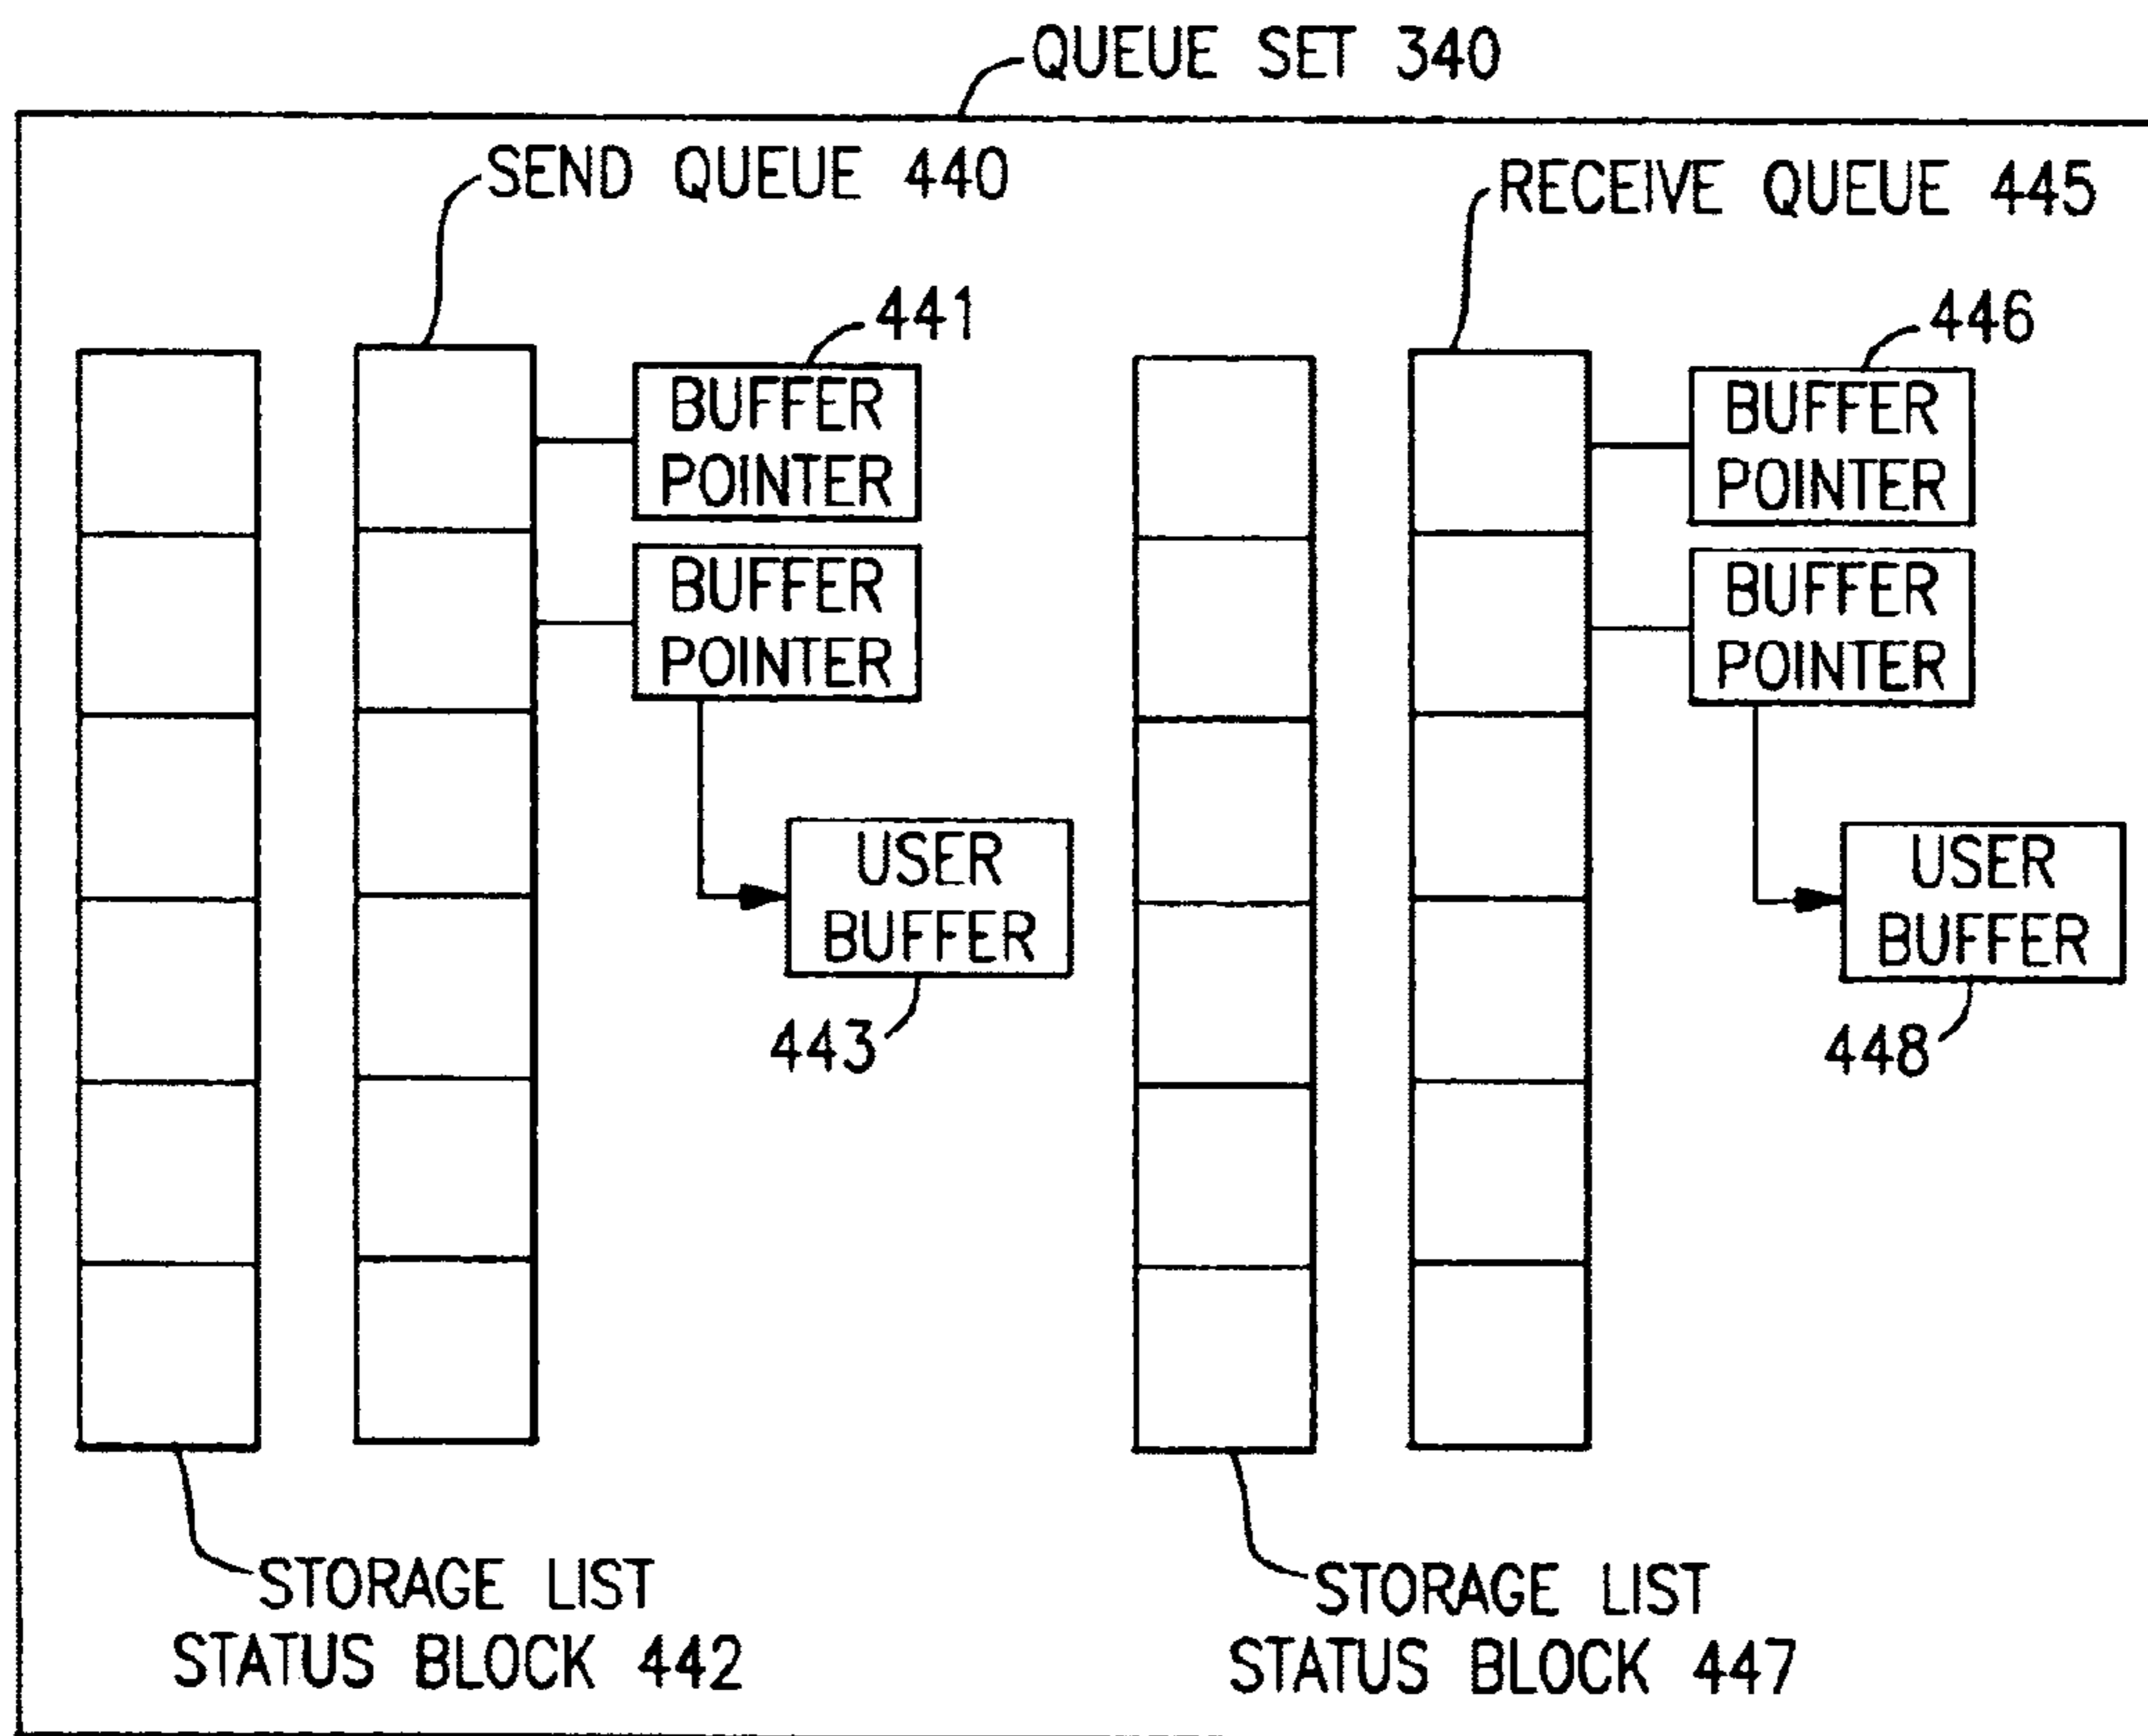 QUEUE SET 340
SEND QUEUE 440
RECEIVE QUEUE 445
441
BUFFER
POINTER
BUFFER
POINTER
USER
BUFFER
443
446
BUFFER
POINTER
BUFFER
POINTER
USER
BUFFER
448
STORAGE LIST
STATUS BLOCK 442
STORAGE LIST
STATUS BLOCK 447